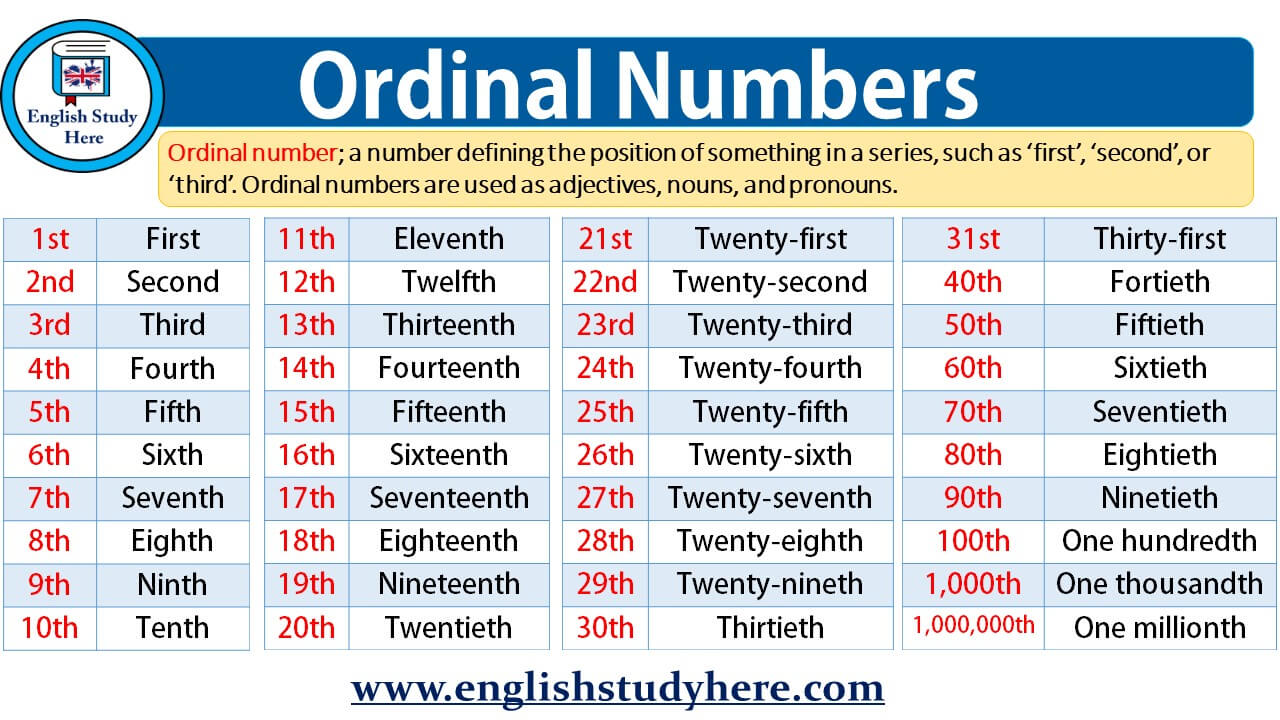 English Study
Here
Ordinal Numbers
Ordinal number; a number defining the position of something in a series, such as ‘first’, ‘second’, or
‘third’. Ordinal numbers are used as adjectives, nouns, and pronouns.
1st First 11th Eleventh 21st Twenty-first 31st Thirty-first
2nd Second 12th Twelfth 22nd Twenty-second 40th Fortieth
3rd Third 13th Thirteenth 23rd Twenty-third 50th Fiftieth
4th Fourth 14th Fourteenth 24th Twenty-fourth 60th Sixtieth
5th Fifth 15th Fifteenth 25th Twenty-fifth 70th Seventieth
6th Sixth 16th Sixteenth 26th Twenty-sixth 80th Eightieth
7th Seventh 17th Seventeenth 27th Twenty-seventh 90th Ninetieth
8th Eighth 18th Eighteenth 28th Twenty-eighth 100th One hundredth
9th Ninth 19th Nineteenth 29th Twenty-nineth 1,000th One thousandth
10th Tenth 20th Twentieth 30th Thirtieth 1,000,000th One millionth
www.englishstudyhere.com